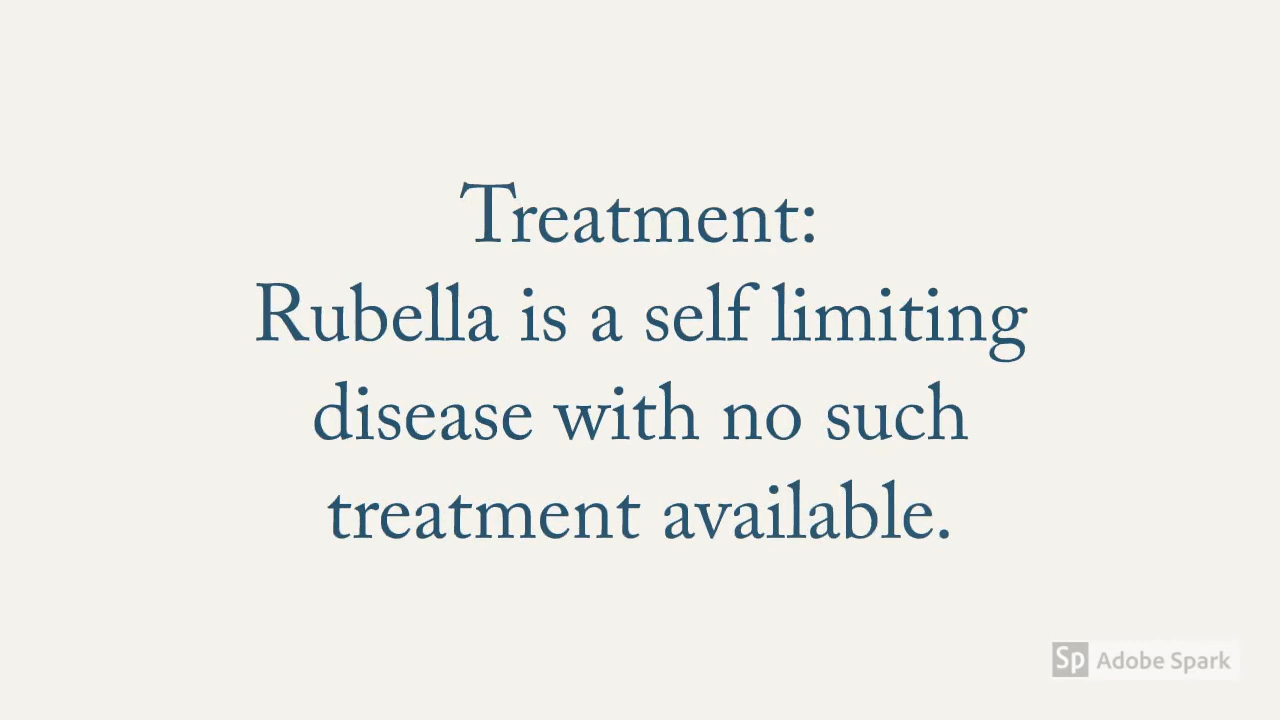 Treatment:
Rubella is a self limiting
disease with no such
treatment available.
Sp Adobe Spark